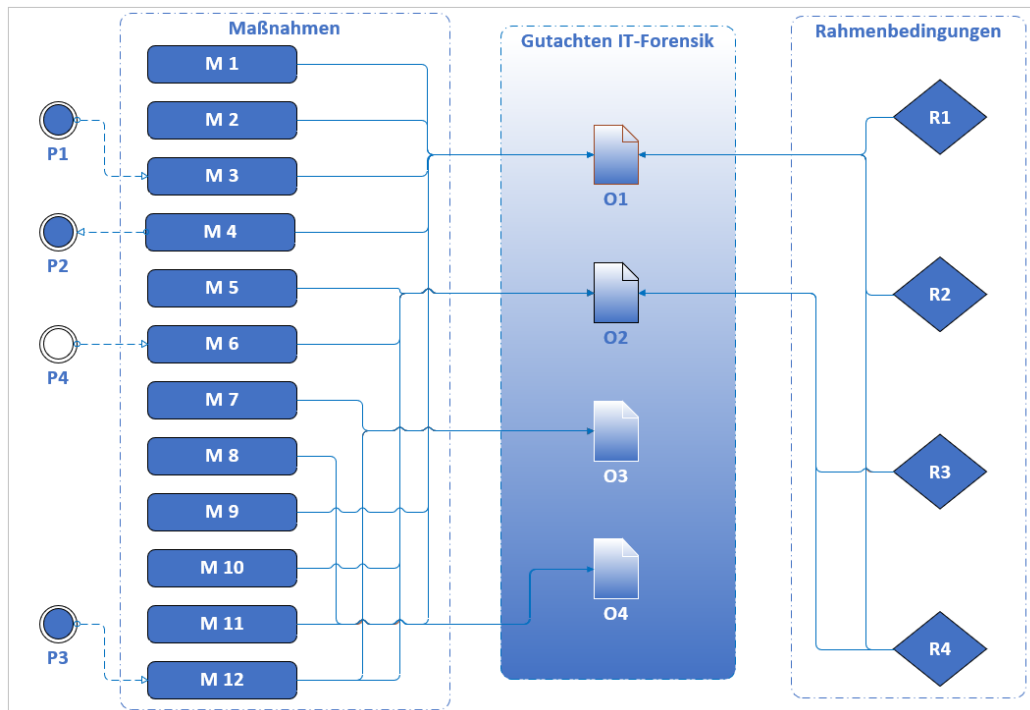 Maßnahmen
Gutachten IT-Forensik
Rahmenbedingungen
M 1
M 2
M 3
M 4
M 5
M 6
M 7
M 8
M 9
M 10
M 11
M 12
P1
P2
P4
P3
O1
O2
O3
O4
R1
R2
R3
R4